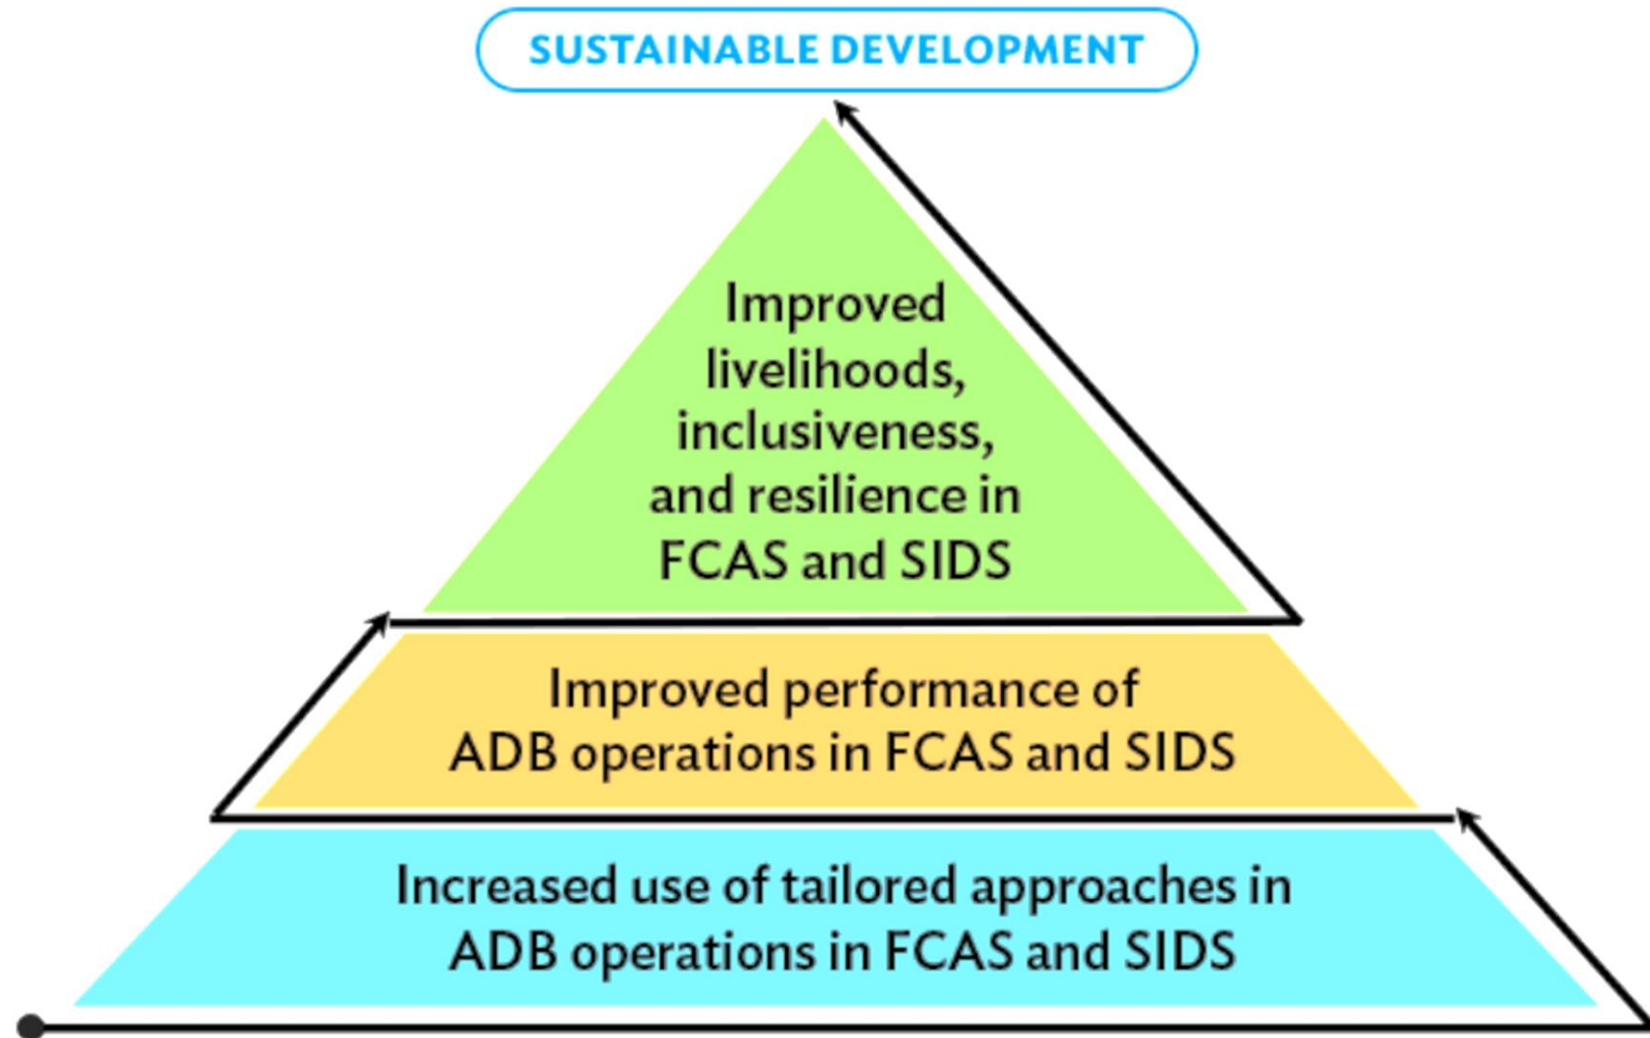 SUSTAINABLE DEVELOPMENT
Improved
livelihoods,
inclusiveness,
and resilience in
FCAS and SIDS
Improved performance of
ADB operations in FCAS and SIDS
Increased use of tailored approaches in
ADB operations in FCAS and SIDS